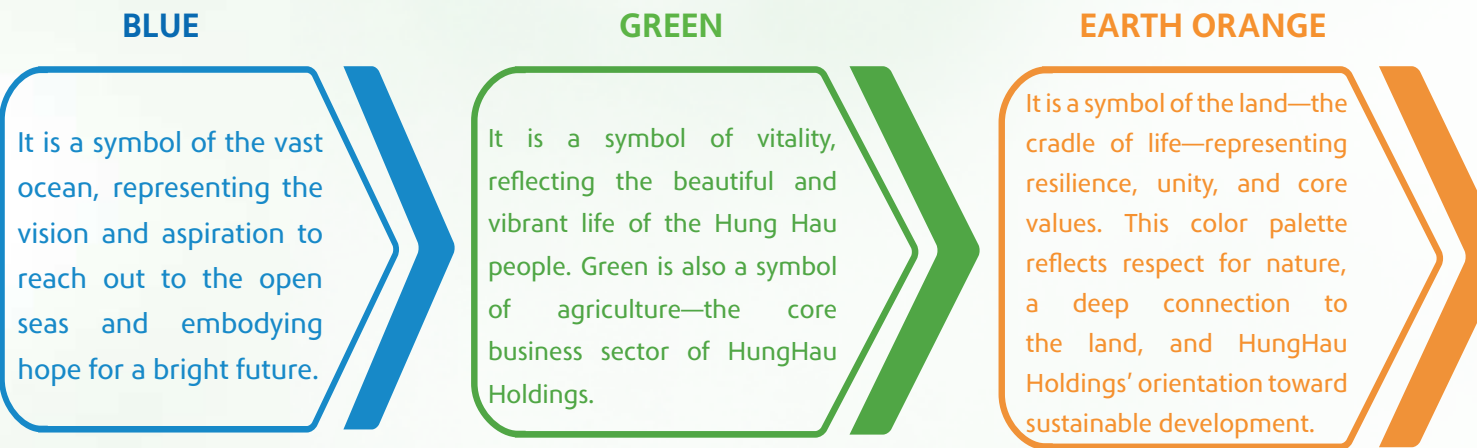 BLUE
It is a symbol of the vast
ocean, representing the
vision and aspiration to
reach out to the open
seas and embodying
hope for a bright future.
GREEN
It is a symbol of vitality,
reflecting the beautiful and
vibrant life of the Hung Hau
people. Green is also a symbol
of agriculture—the core
business sector of HungHau
Holdings.
EARTH ORANGE
It is a symbol of the land—the
cradle of life—representing
resilience, unity, and core
values. This color palette
reflects respect for nature,
a deep connection to
the land, and HungHau
Holdings’ orientation toward
sustainable development.